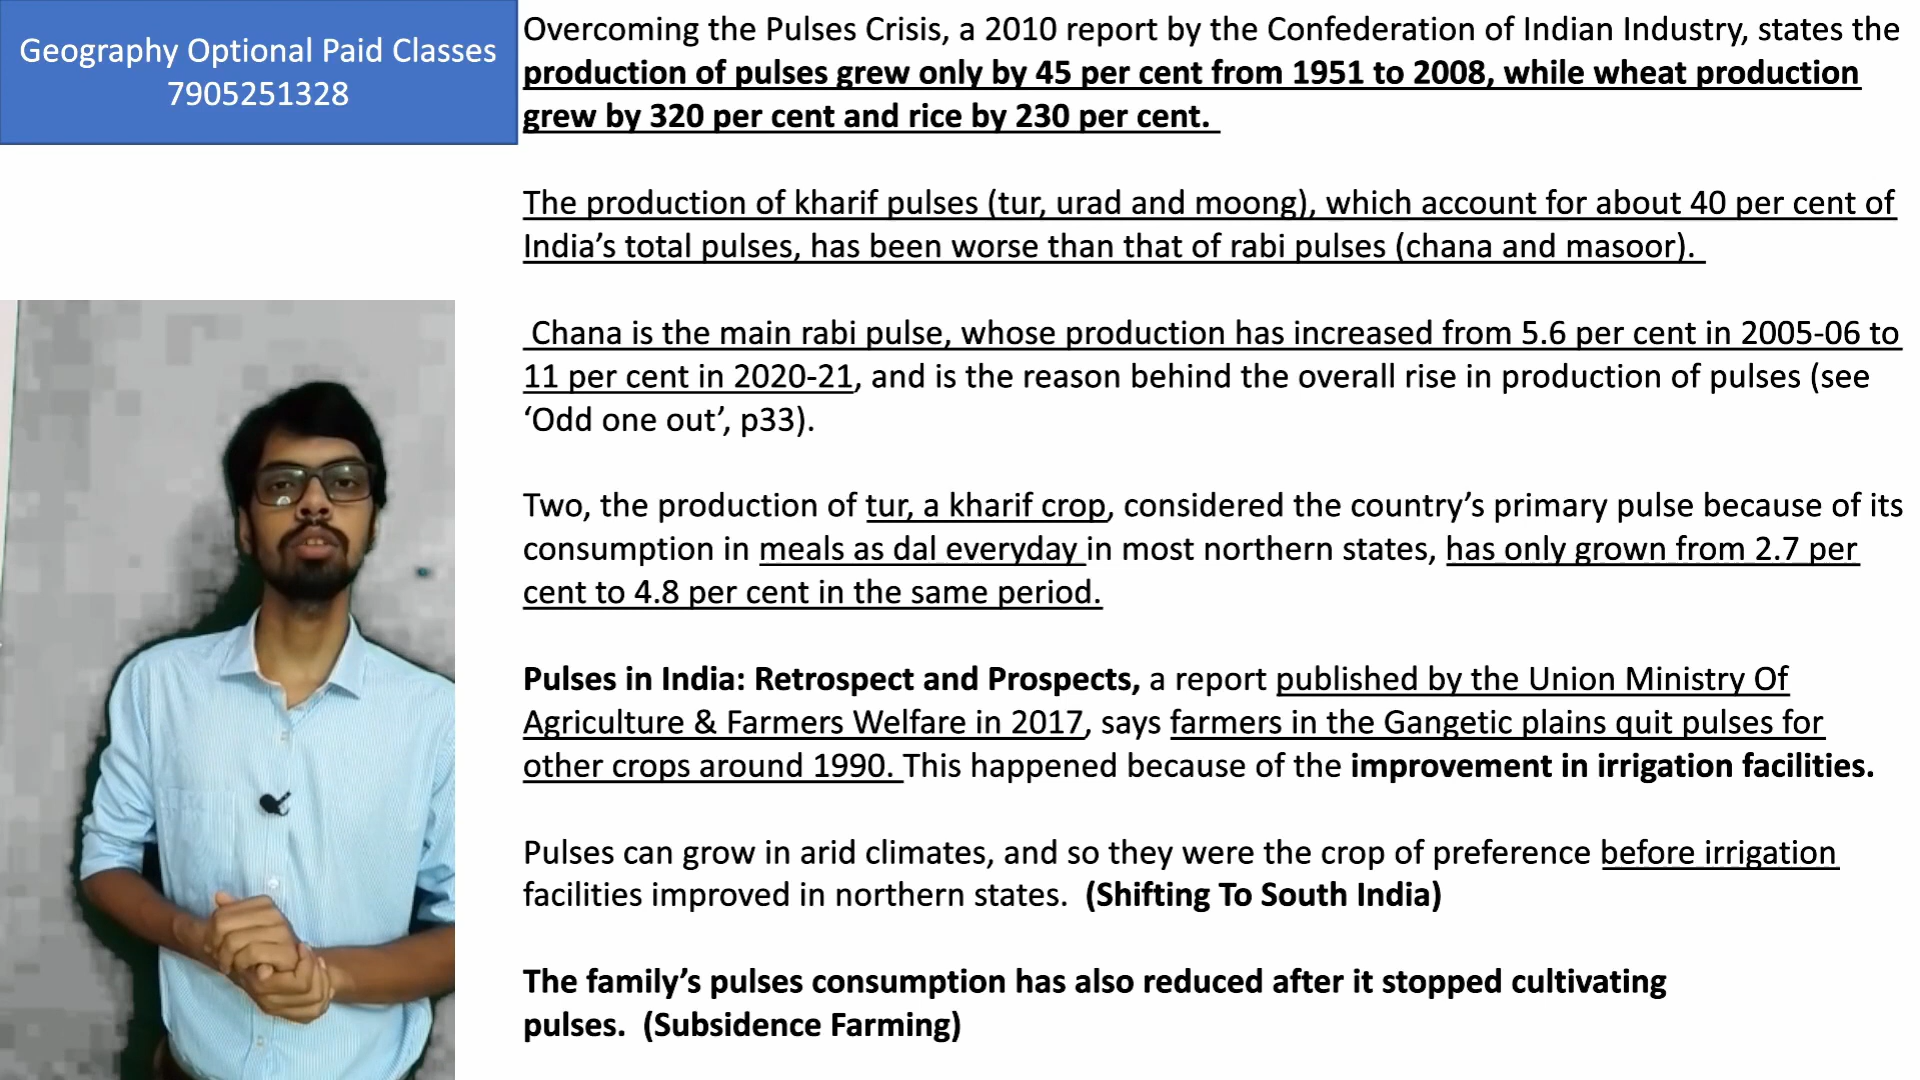 Geography Optional Paid Classes
7905251328
Overcoming the Pulses Crisis, a 2010 report by the Confederation of Indian Industry, states the
production of pulses grew only by 45 per cent from 1951 to 2008, while wheat production
grew by 320 per cent and rice by 230 per cent.
The production of kharif pulses (tur, urad and moong), which account for about 40 per cent of
India’s total pulses, has been worse than that of rabi pulses (chana and masoor).
Chana is the main rabi pulse, whose production has increased from 5.6 per cent in 2005-06 to
11 per cent in 2020-21, and is the reason behind the overall rise in production of pulses (see
‘Odd one out’, p33).
Two, the production of tur, a kharif crop, considered the country’s primary pulse because of its
consumption in meals as dal everyday in most northern states, has only grown from 2.7 per
cent to 4.8 per cent in the same period.
Pulses in India: Retrospect and Prospects, a report published by the Union Ministry Of
Agriculture & Farmers Welfare in 2017, says farmers in the Gangetic plains quit pulses for
other crops around 1990. This happened because of the improvement in irrigation facilities.
Pulses can grow in arid climates, and so they were the crop of preference before irrigation
facilities improved in northern states. (Shifting To South India)
The family’s pulses consumption has also reduced after it stopped cultivating
pulses. (Subsidence Farming)